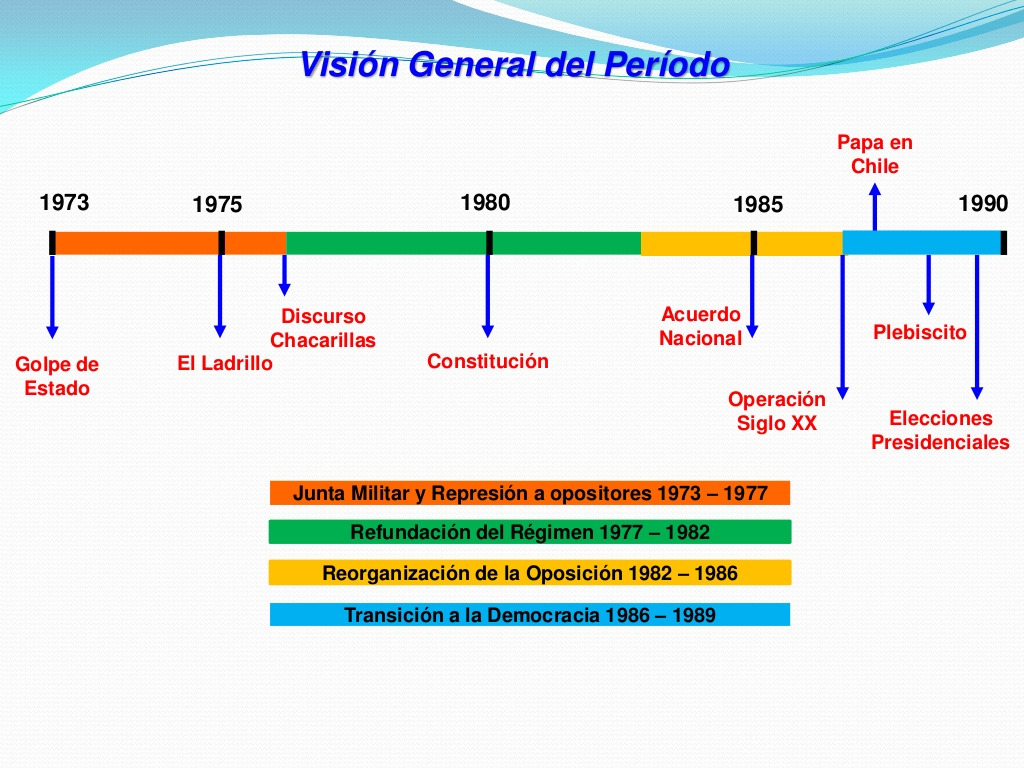 Visión General del Período
Papa en
Chile
1973
1975
1980
1985
1990
Golpe de
Estado
El Ladrillo
Discurso
Chacarillas
Constitución
Acuerdo
Nacional
Operación
Siglo XX
Plebiscito
Elecciones
Presidenciales
Junta Militar y Represión a opositores 1973 – 1977
Refundación del Régimen 1977 – 1982
Reorganización de la Oposición 1982 – 1986
Transición a la Democracia 1986 – 1989